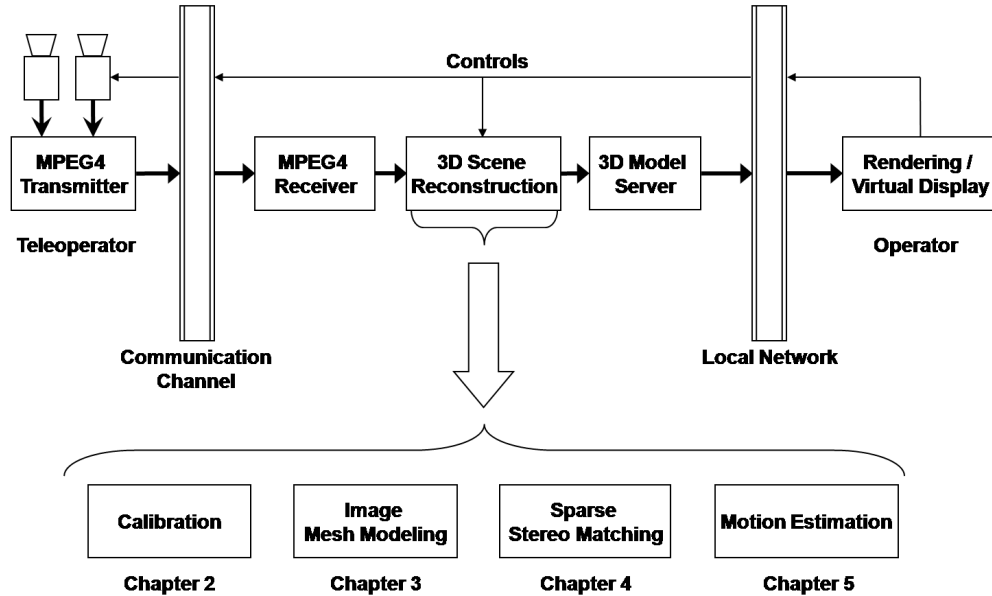 Controls
MPEG4
Transmitter
MPEG4
Receiver
3D Scene
Reconstruction
3D Model
Server
Rendering /
Virtual Display
Teleoperator
Operator
Communication
Channel
Local Network
Calibration
Image
Mesh Modeling
Sparse
Stereo Matching
Motion Estimation
Chapter 2
Chapter 3
Chapter 4
Chapter 5